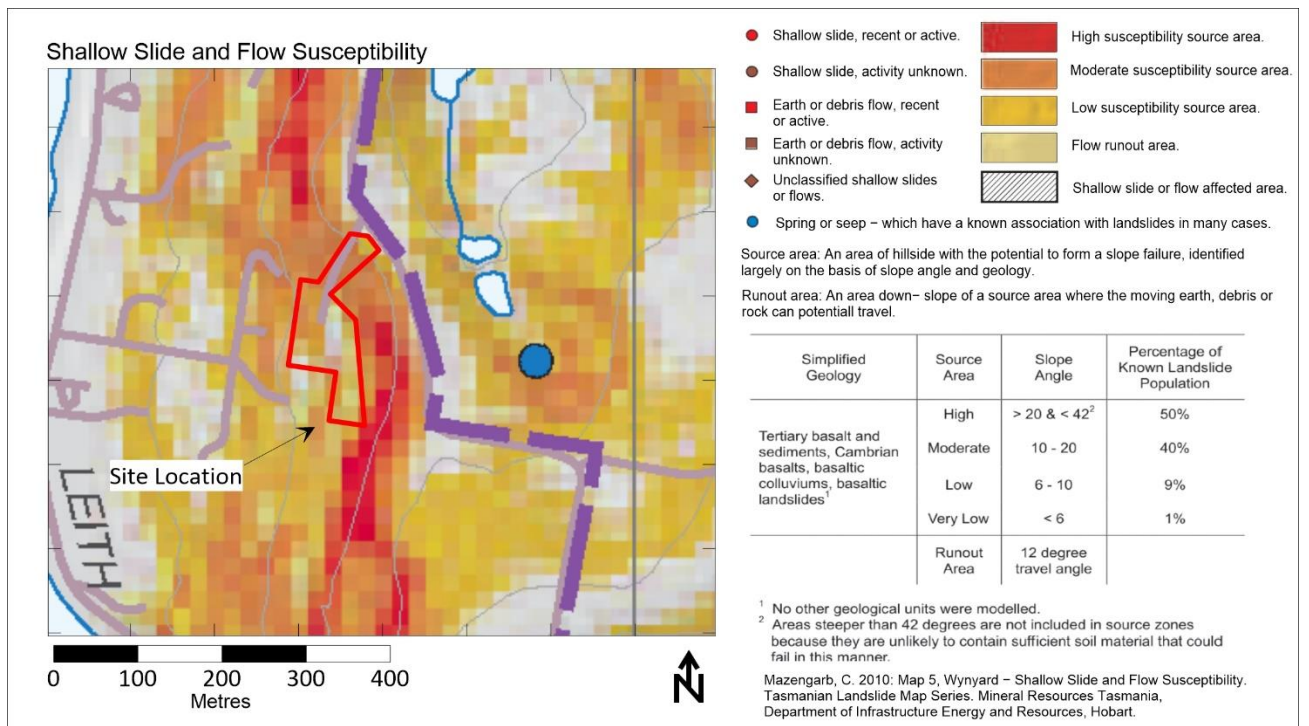 Shallow Slide and Flow Susceptibility
Site Location
LEITH
0 100 200 300 400
Metres
N
Shallow slide, recent or active.
Shallow slide, activity unknown.
Earth or debris flow, recent
or active.
Earth or debris flow, activity
unknown.
Unclassified shallow slides
or flows.
Spring or seep – which have a known association with landslides in many cases.
High susceptibility source area.
Moderate susceptibility source area.
Low susceptibility source area.
Flow runout area.
Shallow slide or flow affected area.
Source area: An area of hillside with the potential to form a slope failure, identified
largely on the basis of slope angle and geology.
Runout area: An area down– slope of a source area where the moving earth, debris or
rock can potentiall travel.
Simplified
Geology
Source
Area
Slope
Angle
Percentage of
Known Landslide
Population
Tertiary basalt and
sediments, Cambrian
basalts, basaltic
colluviums, basaltic
landslides¹
High > 20 & < 42² 50%
Moderate 10 - 20 40%
Low 6 - 10 9%
Very Low < 6 1%
Runout
Area
12 degree
travel angle
¹ No other geological units were modelled.
² Areas steeper than 42 degrees are not included in source zones
because they are unlikely to contain sufficient soil material that could
fail in this manner.
Mazengarb, C. 2010: Map 5, Wynyard – Shallow Slide and Flow Susceptibility.
Tasmanian Landslide Map Series. Mineral Resources Tasmania,
Department of Infrastructure Energy and Resources, Hobart.